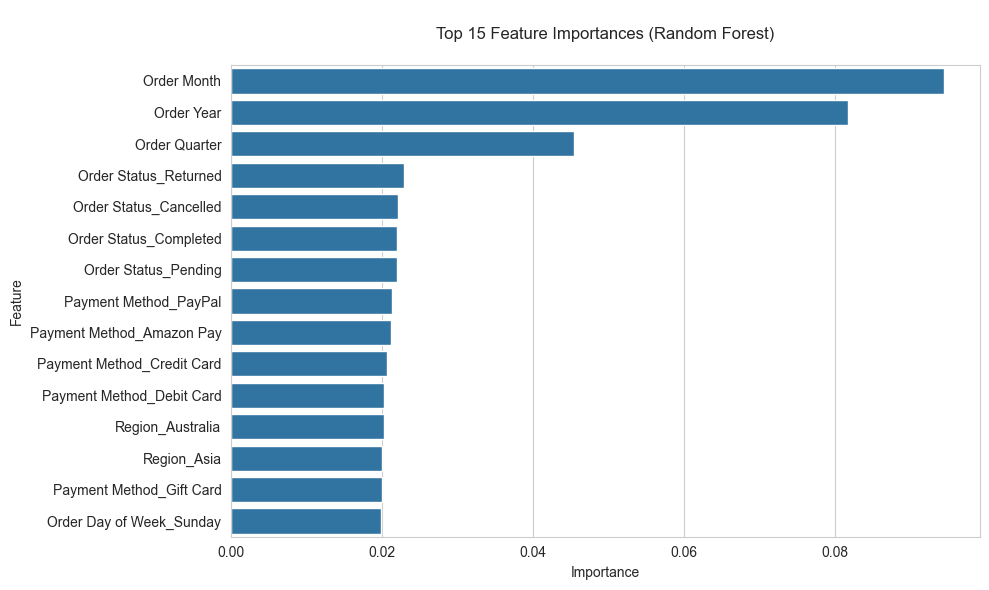 Top 15 Feature Importances (Random Forest)
Order Month
Order Year
Order Quarter
Order Status_Returned
Order Status_Cancelled
Order Status_Completed
Order Status_Pending
Payment Method_PayPal
Payment Method_Amazon Pay
Payment Method_Credit Card
Payment Method_Debit Card
Region_Australia
Region_Asia
Payment Method_Gift Card
Order Day of Week_Sunday
Feature
0.00 0.02 0.04 0.06 0.08
Importance